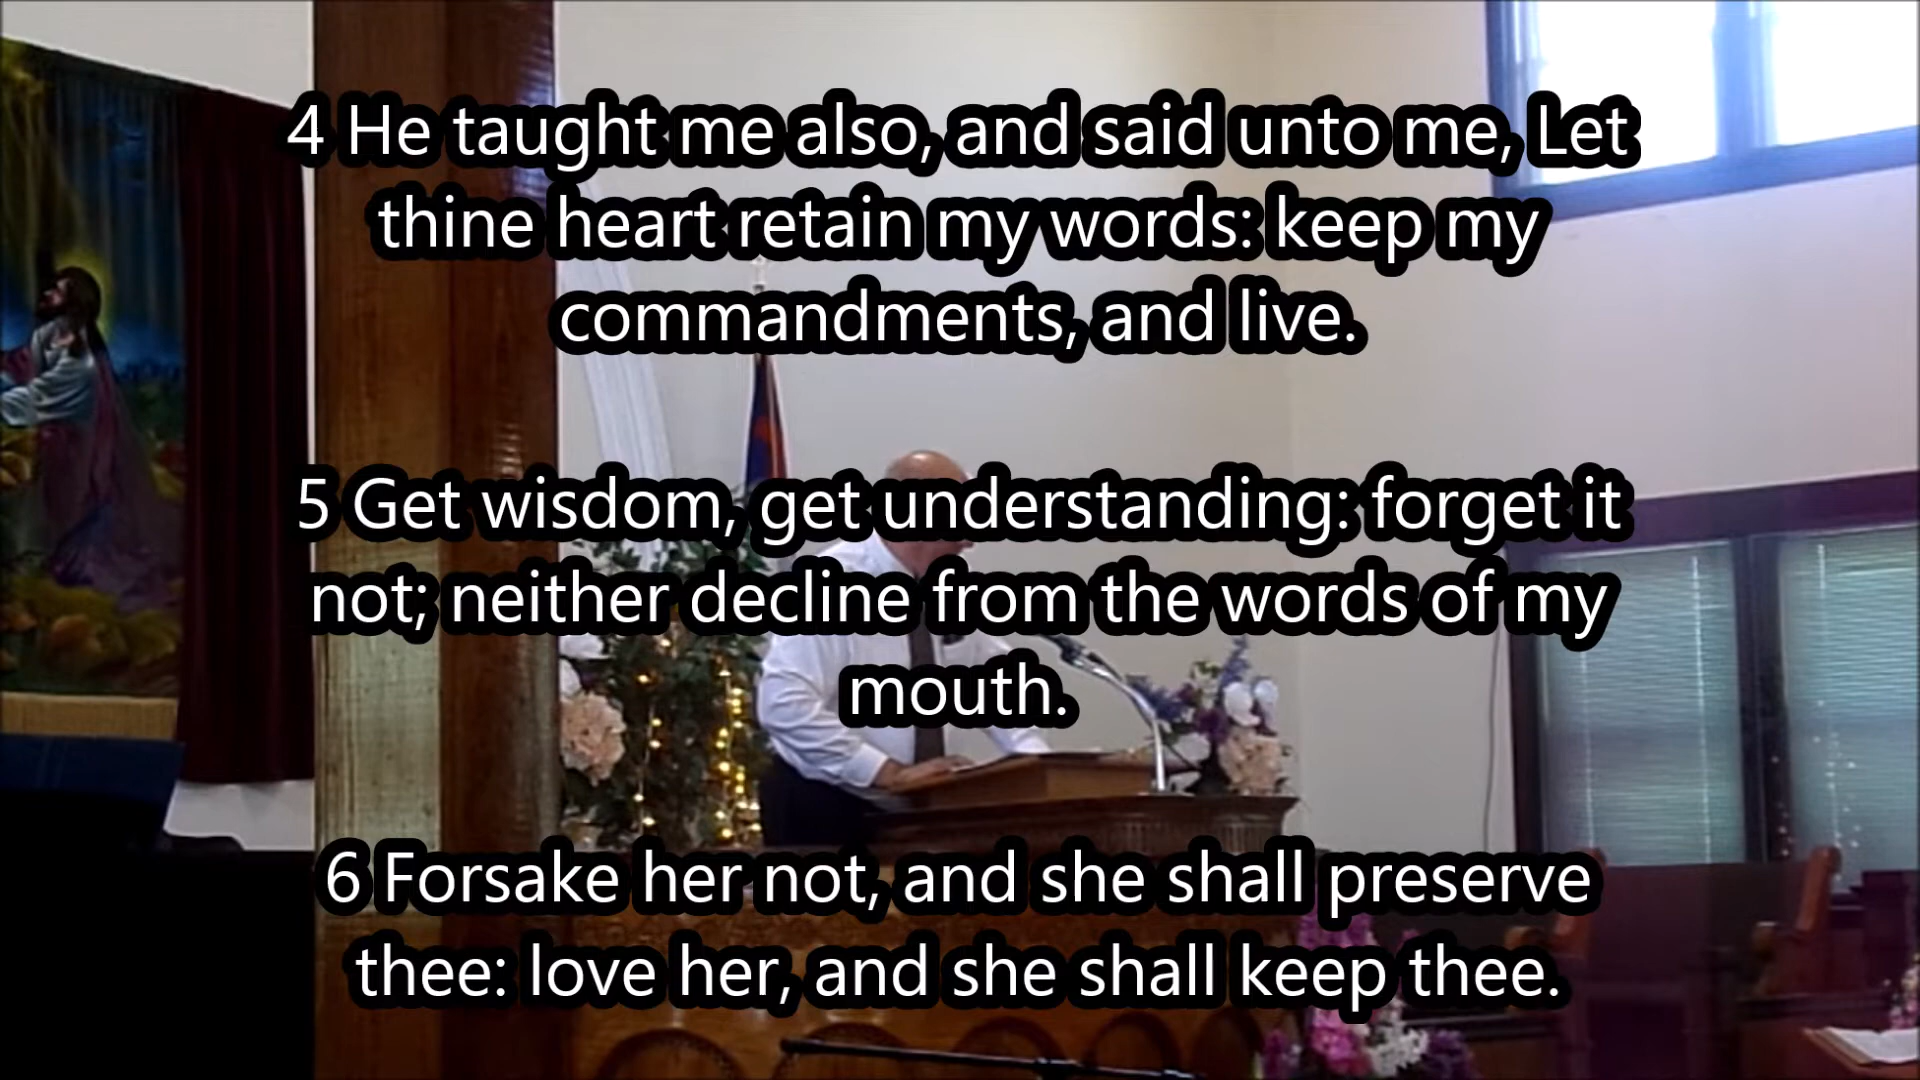 4 He taught me also, and said unto me, Let
thine heart retain my words: keep my
commandments, and live.
5 Get wisdom, get understanding: forget it
not; neither decline from the words of my
mouth.
6 Forsake her not, and she shall preserve
thee: love her, and she shall keep thee.